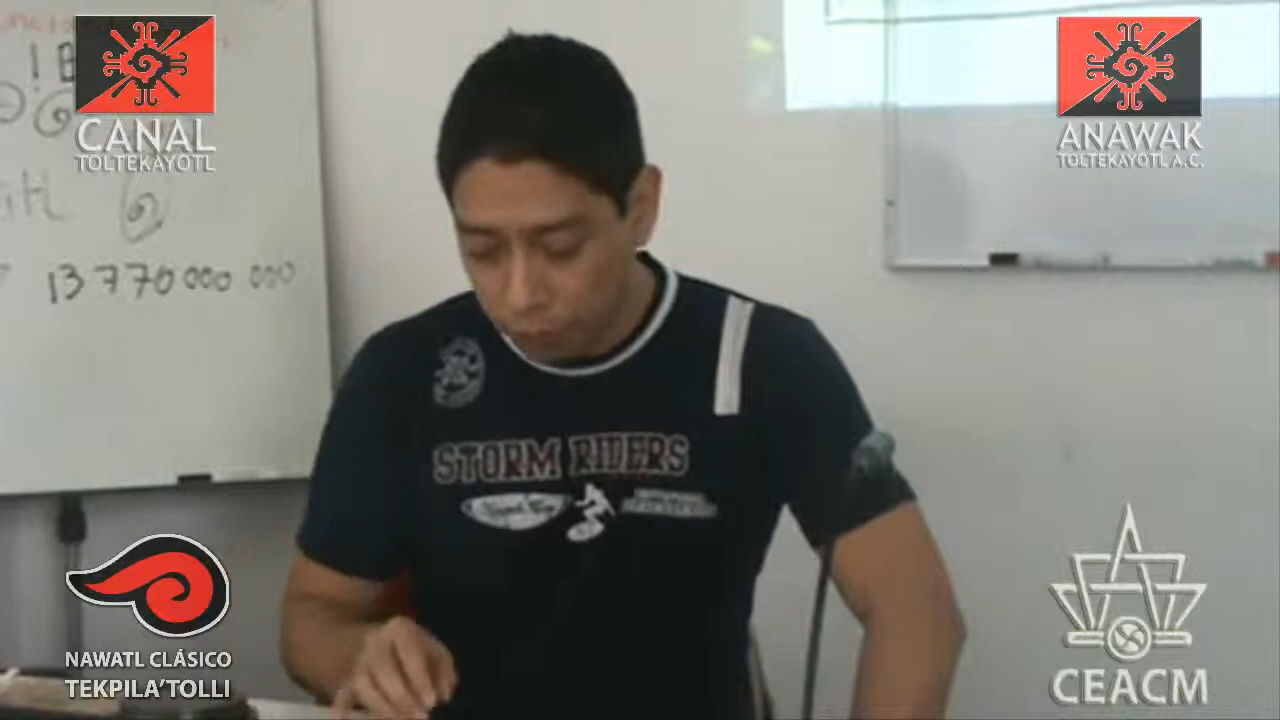 CANAL
TOLTEKAYOTL
ANAWAK
TOLTEKAYOTL A.C.
13 770 000 000
STORM RIDERS
NAWATL CLÁSICO
TEKPILA'TOLLI
CEACM